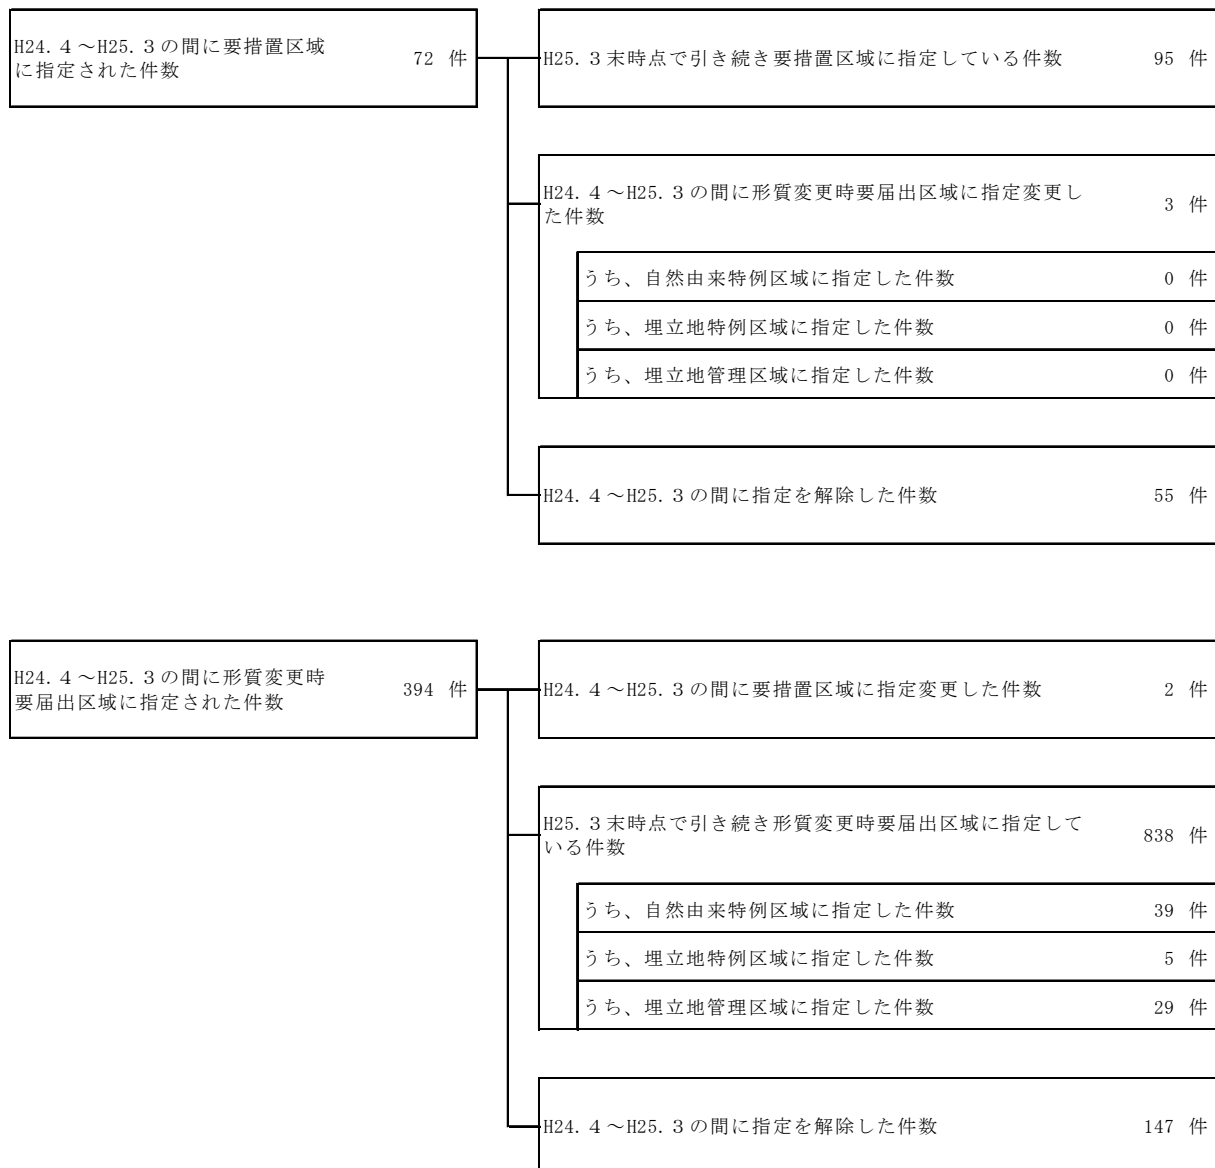 H24.４～H25.３の間に要措置区域
に指定された件数
72 件
H25.３末時点で引き続き要措置区域に指定している件数 95 件
H24.４～H25.３の間に形質変更時要届出区域に指定変更し
た件数
3 件
うち、自然由来特例区域に指定した件数 0 件
うち、埋立地特例区域に指定した件数 0 件
うち、埋立地管理区域に指定した件数 0 件
H24.４～H25.３の間に指定を解除した件数 55 件
H24.４～H25.３の間に形質変更時
要届出区域に指定された件数
394 件
H24.４～H25.３の間に要措置区域に指定変更した件数 2 件
H25.３末時点で引き続き形質変更時要届出区域に指定して
いる件数
838 件
うち、自然由来特例区域に指定した件数 39 件
うち、埋立地特例区域に指定した件数 5 件
うち、埋立地管理区域に指定した件数 29 件
H24.４～H25.３の間に指定を解除した件数 147 件